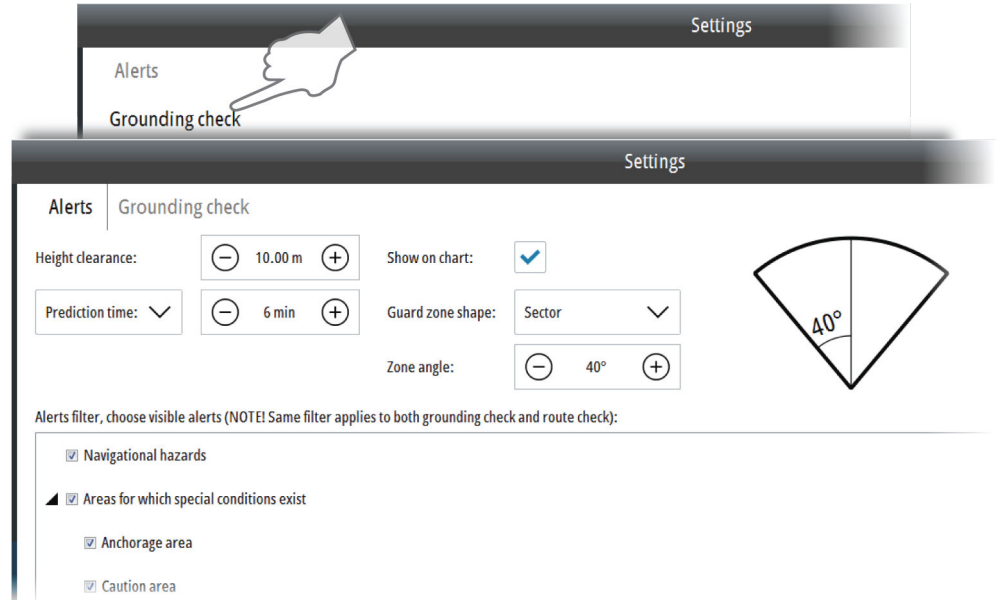 Settings
Alerts
Grounding check
Settings
Alerts Grounding check
Height clearance: 10.00 m Show on chart:
Prediction time: 6 min Guard zone shape: Sector
Zone angle: 40°
40°
Alerts filter, choose visible alerts (NOTE! Same filter applies to both grounding check and route check):
Navigational hazards
Areas for which special conditions exist
Anchorage area
Caution area